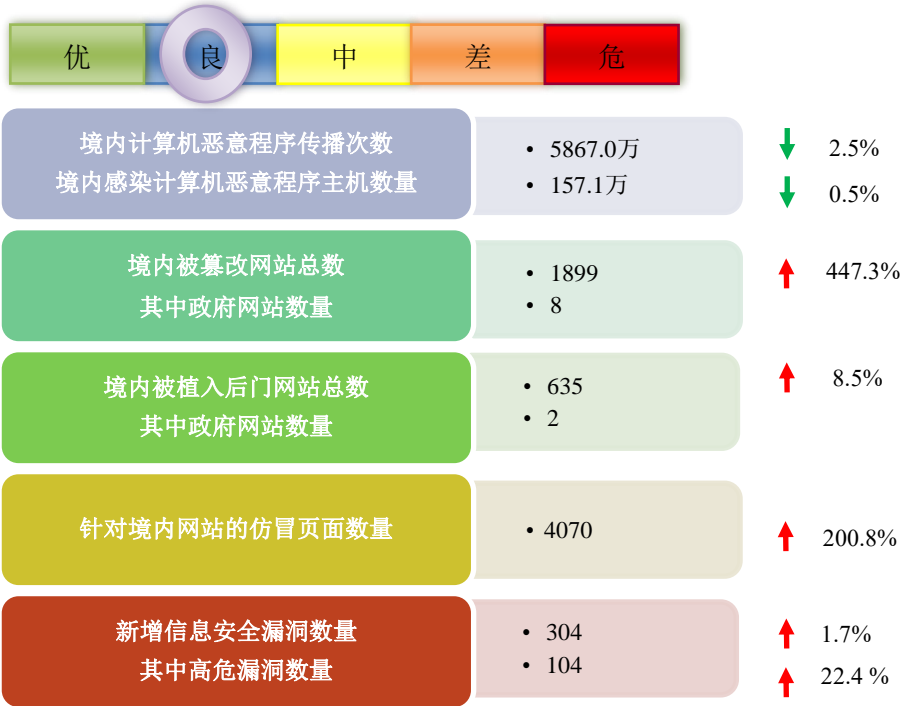 优 良 中 差 危
境内计算机恶意程序传播次数
境内感染计算机恶意程序主机数量
• 5867.0万
• 157.1万
2.5%
0.5%
境内被篡改网站总数
其中政府网站数量
• 1899
• 8
447.3%
境内被植入后门网站总数
其中政府网站数量
• 635
• 2
8.5%
针对境内网站的仿冒页面数量
• 4070
200.8%
新增信息安全漏洞数量
其中高危漏洞数量
• 304
• 104
1.7%
22.4 %